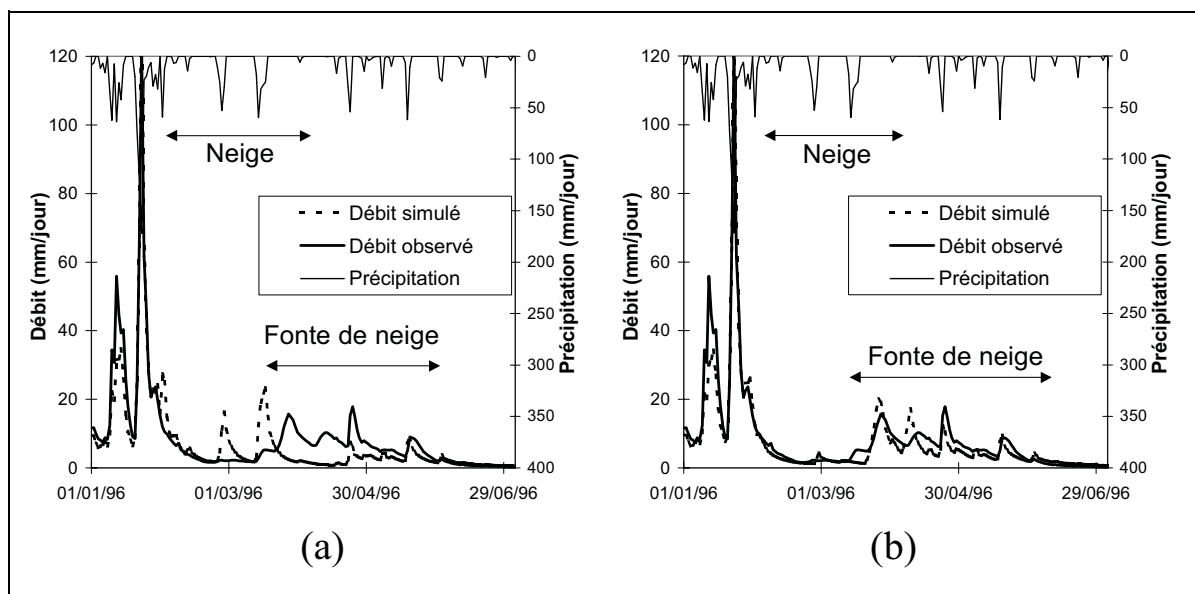 0
20
40
60
80
100
120
Débit (mm/jour)
01/01/96
01/03/96
30/04/96
29/06/96
0
50
100
150
200
250
300
350
400
Précipitation (mm/jour)
Neige
Débit simulé
Débit observé
Précipitation
Fonte de neige
(a)
0
20
40
60
80
100
120
Débit (mm/jour)
01/01/96
01/03/96
30/04/96
29/06/96
0
50
100
150
200
250
300
350
400
Précipitation (mm/jour)
Neige
Débit simulé
Débit observé
Précipitation
Fonte de neige
(b)